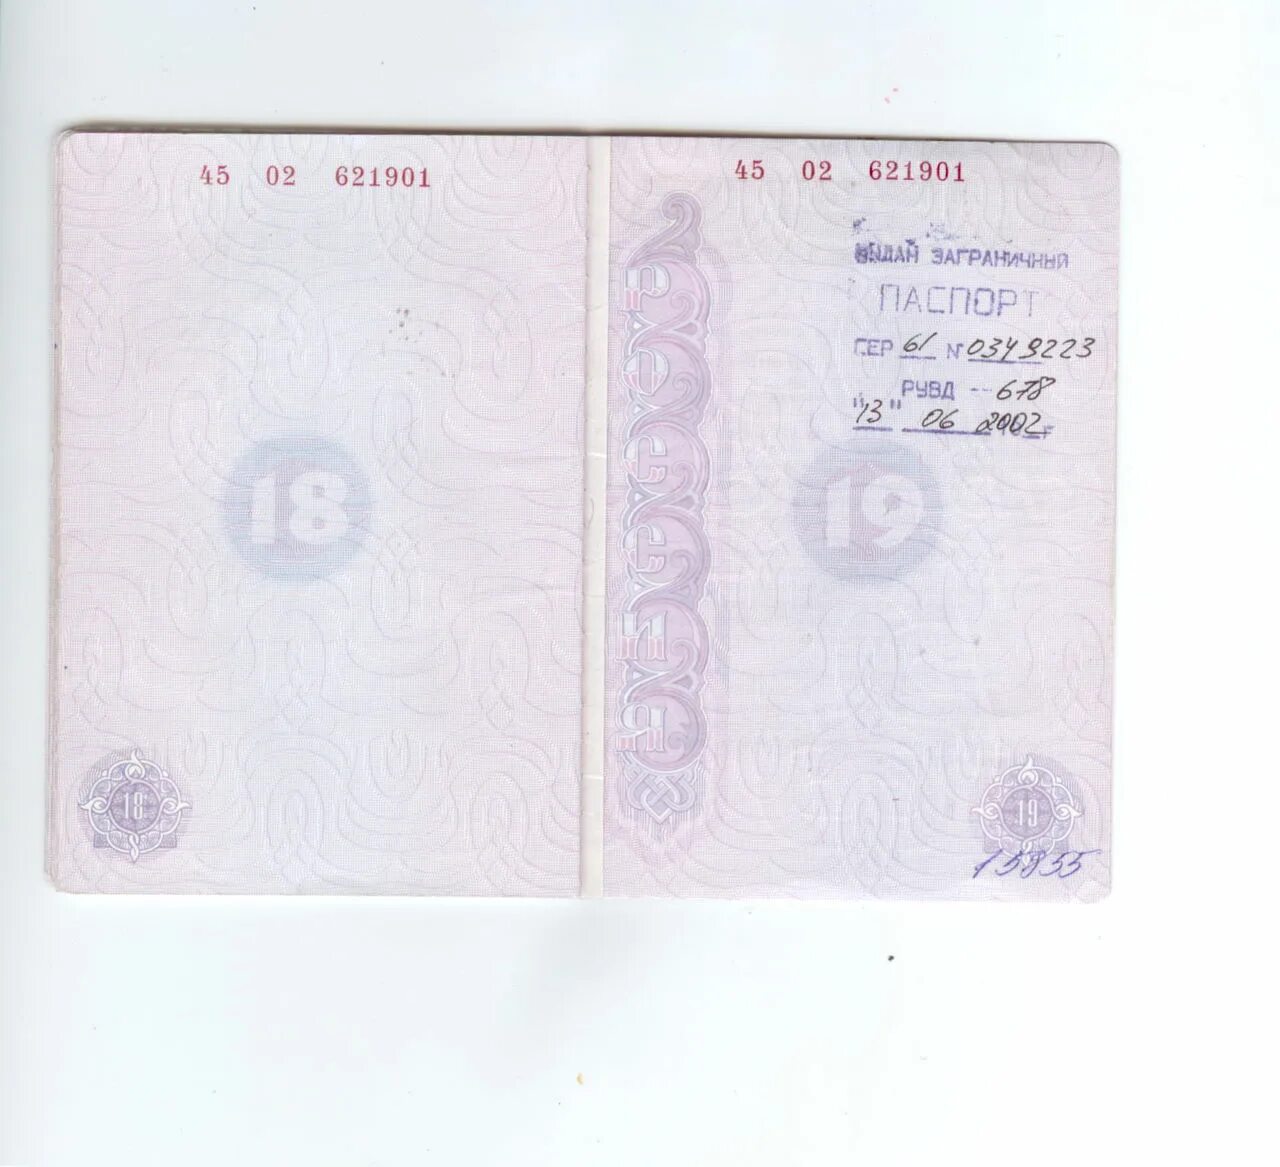 45 02 621901
18
18
45 02 621901
ВЫДАН ЗАГРАНИЧНЫЙ
ПАСПОРТ
СЕР 61 № 0349223
РУВД -- 678
"13" 06 2002 г
19
19
15855